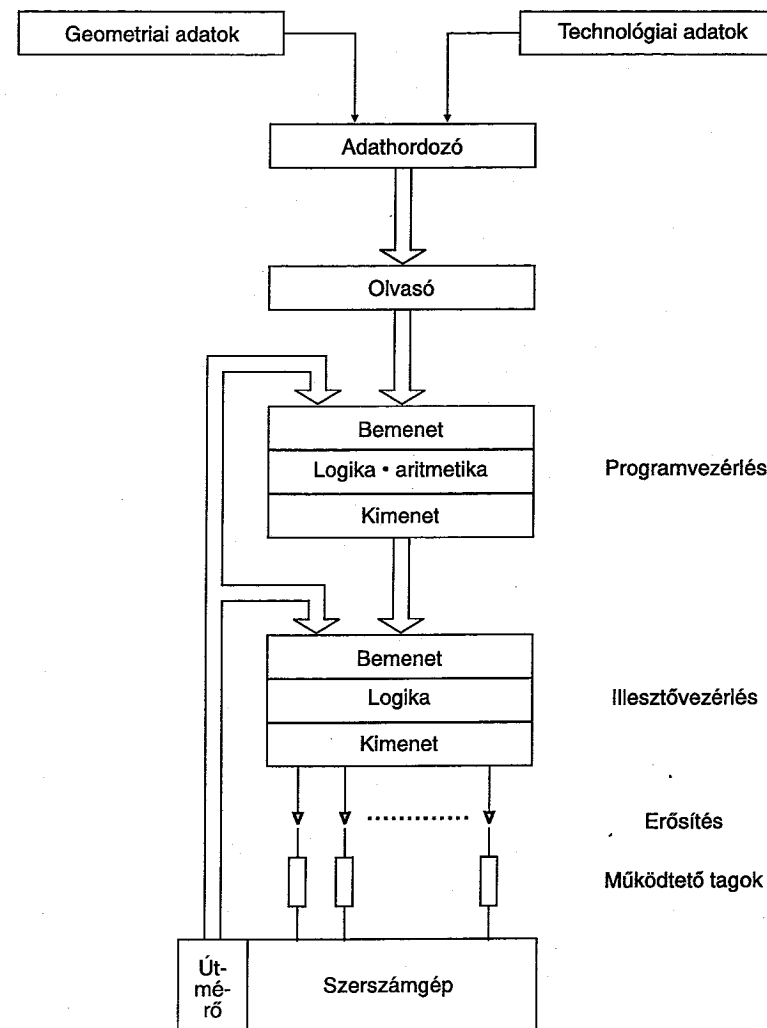 Geometriai adatok
Technológiai adatok
Adathordozó
Olvasó
Bemenet
Logika • aritmetika
Programvezérlés
Kimenet
Bemenet
Logika
Illesztővezérlés
Kimenet
Erősítés
Működtető tagok
Út-
mé-
rő
Szerszámgép